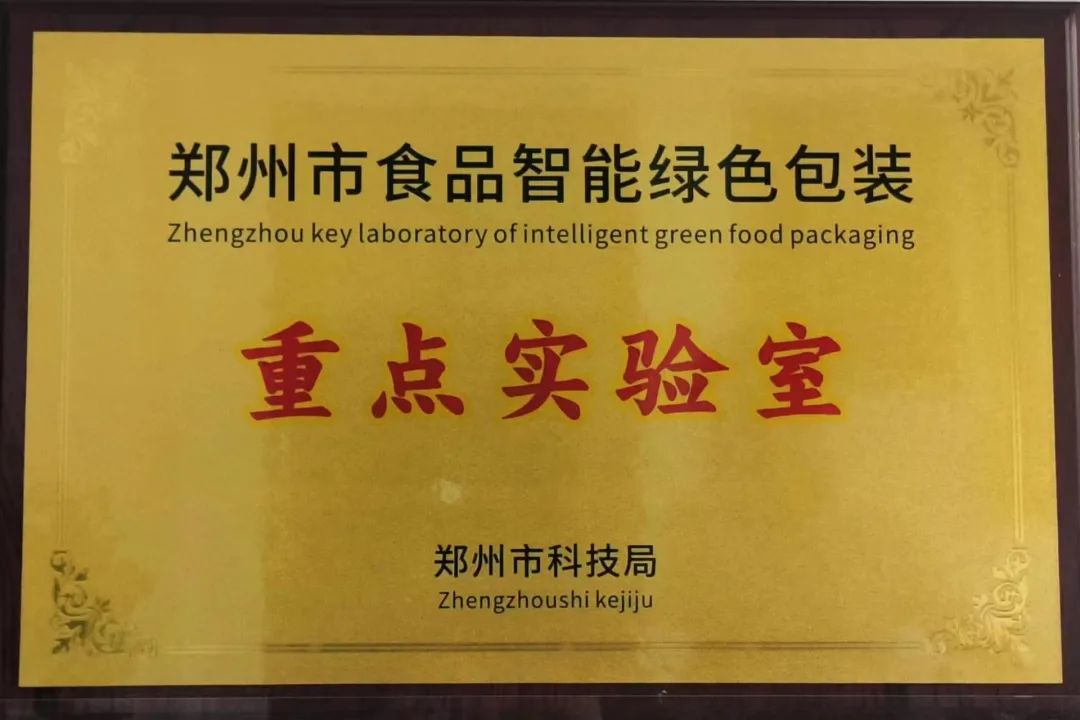 郑州市食品智能绿色包装
Zhengzhou key laboratory of intelligent green food packaging
重点实验室
郑州市科技局
Zhengzhoushi kejiju